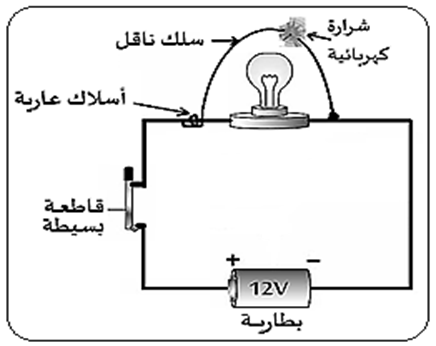 شرارة
كهربائية
سلك ناقل
أسلاك عارية
قاطعة
بسيطة
+ −
12V
بطارية